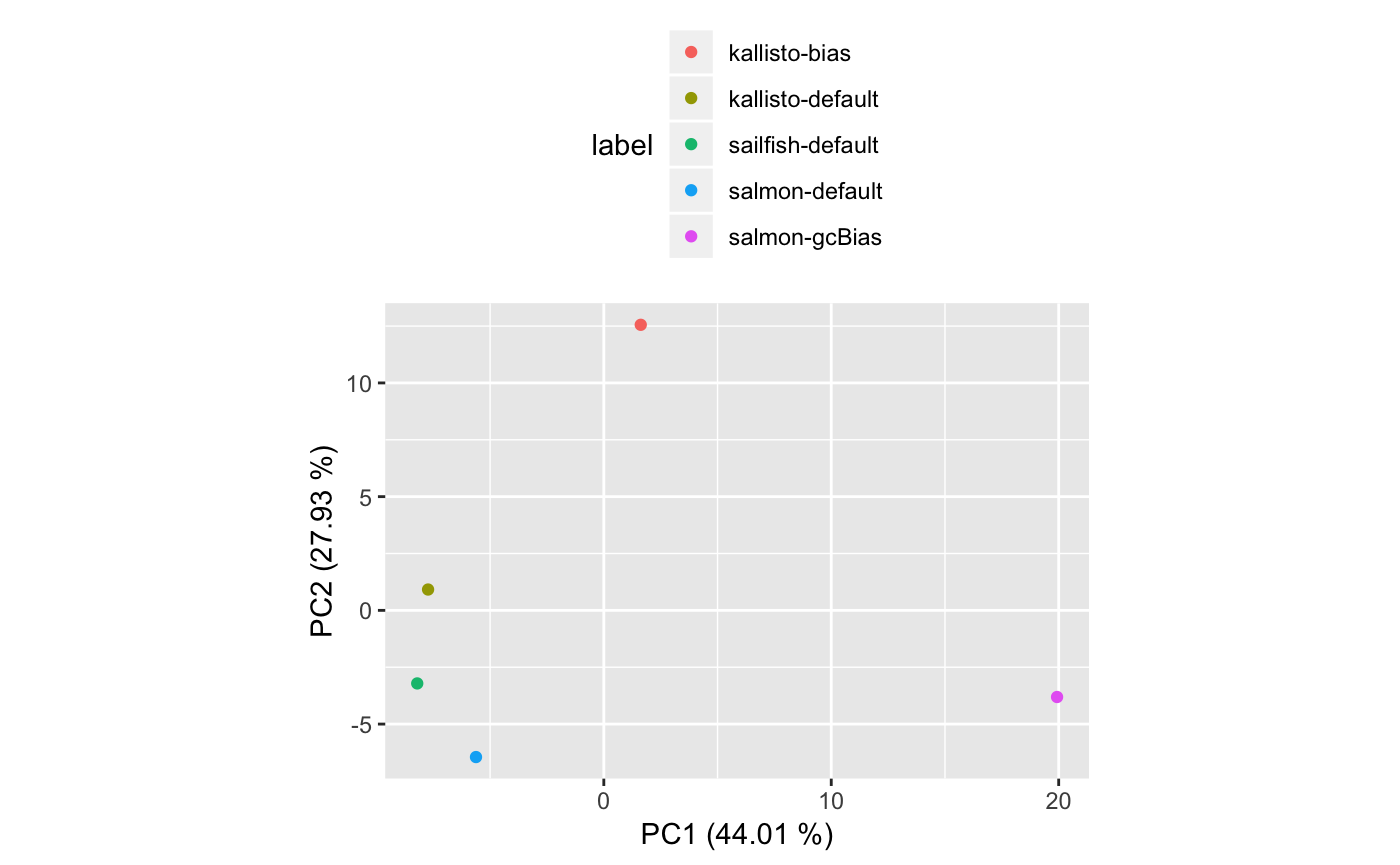 kallisto-bias
kallisto-default
label
sailfish-default
salmon-default
salmon-gcBias
10
5
0
-5
PC2 (27.93 %)
0 10 20
PC1 (44.01 %)